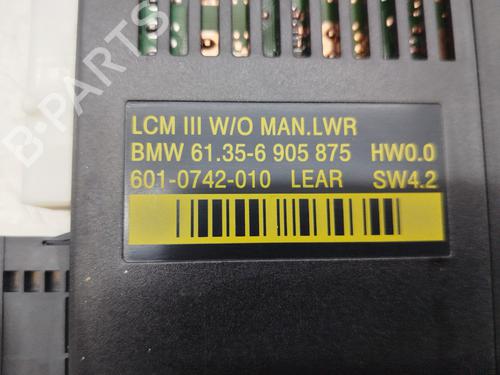 LCM III W/O MAN.LWR
BMW 61.35-6 905 875 HW0.0
601-0742-010 LEAR SW4.2
B-PARTS